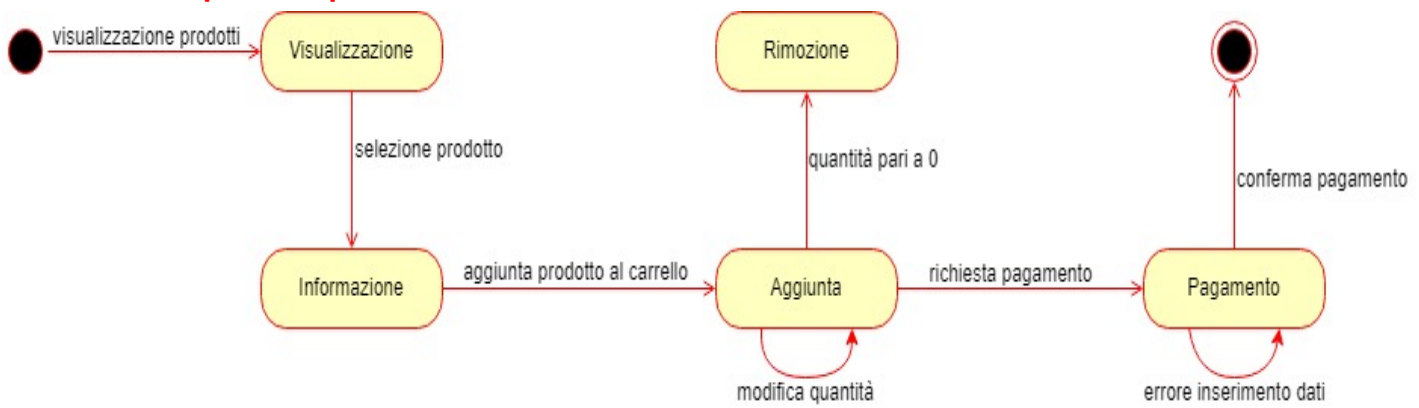 visualizzazione prodotti
Visualizzazione
Rimozione
selezione prodotto
quantità pari a 0
conferma pagamento
Informazione
aggiunta prodotto al carrello
Aggiunta
richiesta pagamento
Pagamento
modifica quantità
errore inserimento dati